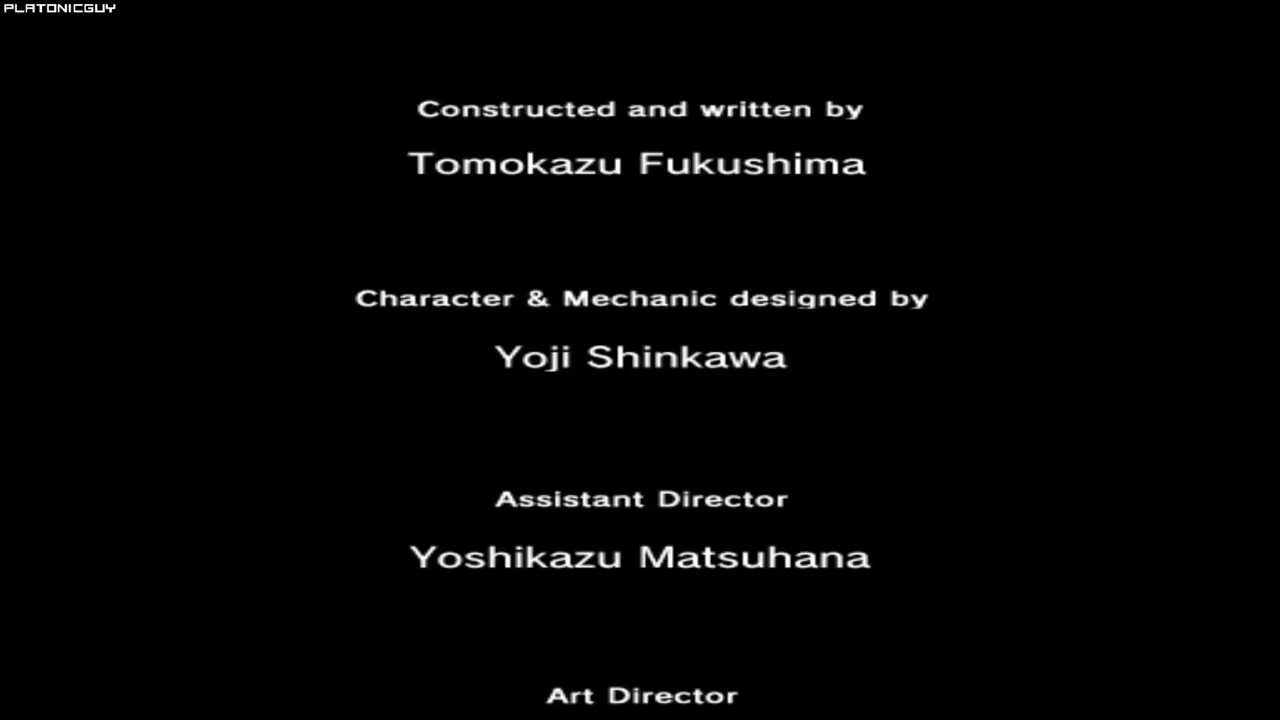 PLATONICGUY
Constructed and written by
Tomokazu Fukushima
Character & Mechanic designed by
Yoji Shinkawa
Assistant Director
Yoshikazu Matsuhana
Art Director